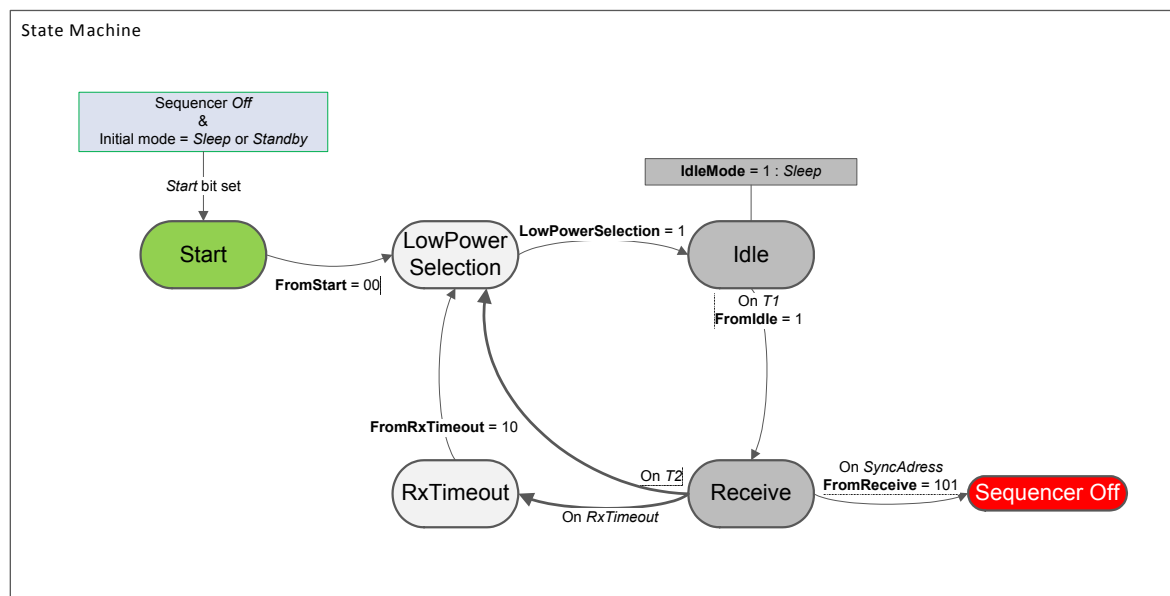 State Machine
Sequencer Off
&
Initial mode = Sleep or Standby
Start bit set
IdleMode = 1 : Sleep
Start
FromStart = 00
LowPower
Selection
LowPowerSelection = 1
Idle
On T1
FromIdle = 1
FromRxTimeout = 10
On T2
RxTimeout
On RxTimeout
Receive
On SyncAdress
FromReceive = 101
Sequencer Off